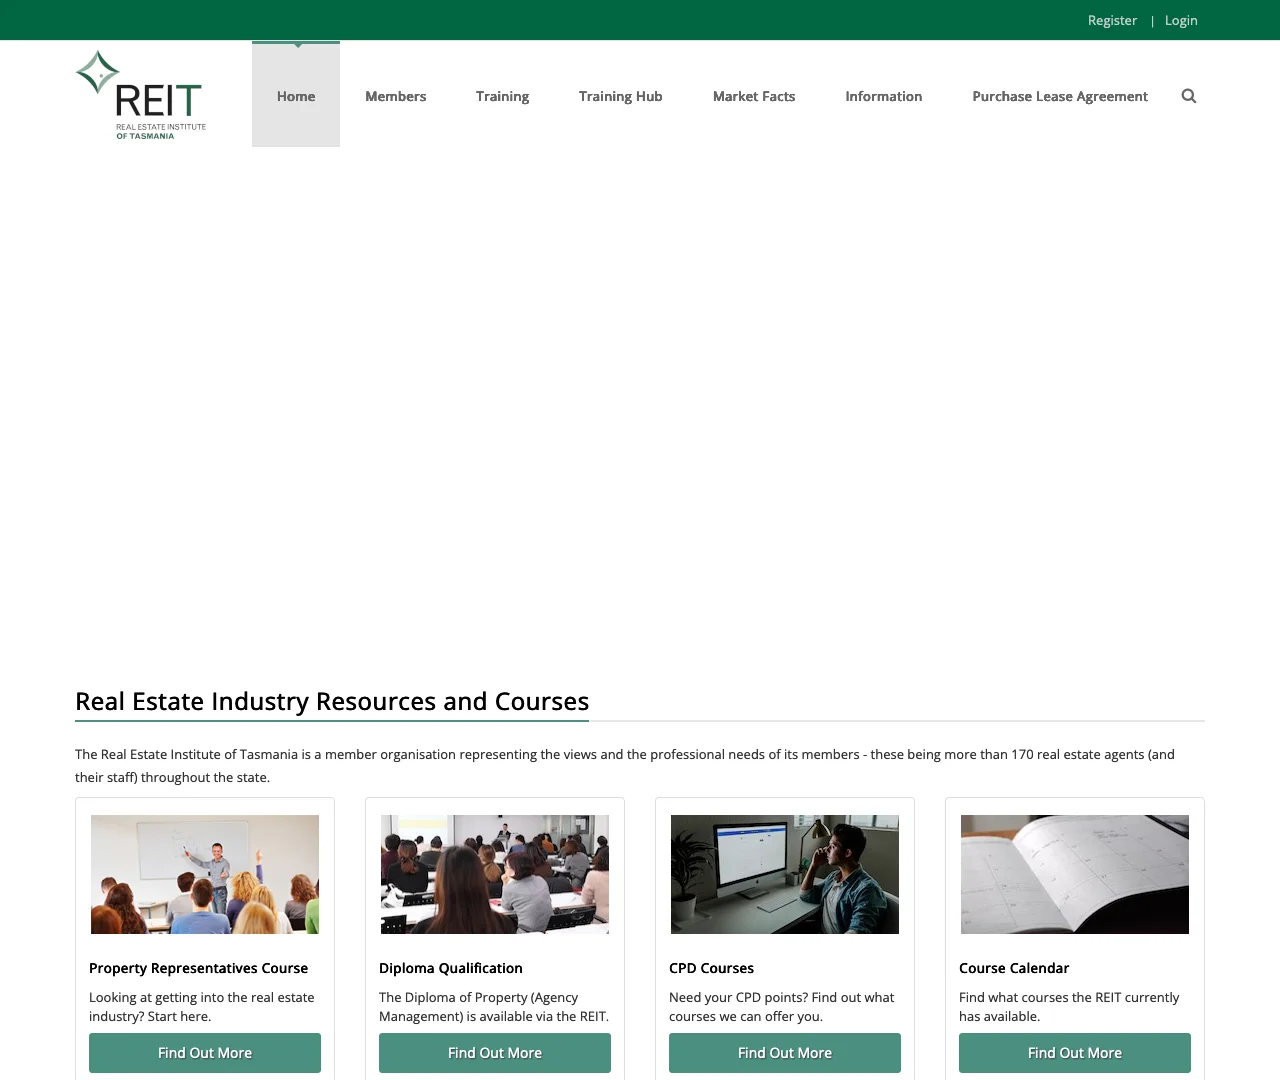 Register | Login
REIT
REAL ESTATE INSTITUTE
OF TASMANIA
Home
Members
Training
Training Hub
Market Facts
Information
Purchase Lease Agreement
Real Estate Industry Resources and Courses
The Real Estate Institute of Tasmania is a member organisation representing the views and the professional needs of its members - these being more than 170 real estate agents (and
their staff) throughout the state.
Property Representatives Course
Looking at getting into the real estate
industry? Start here.
Find Out More
Diploma Qualification
The Diploma of Property (Agency
Management) is available via the REIT.
Find Out More
CPD Courses
Need your CPD points? Find out what
courses we can offer you.
Find Out More
Course Calendar
Find what courses the REIT currently
has available.
Find Out More